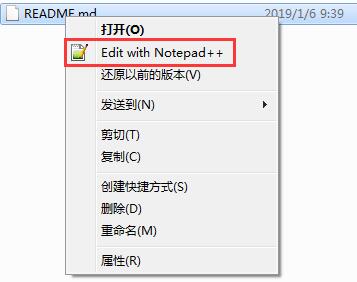 README.md 2019/1/6 9:39
打开(O)
Edit with Notepad++
还原以前的版本(V)
发送到(N)
剪切(T)
复制(C)
创建快捷方式(S)
删除(D)
重命名(M)
属性(R)